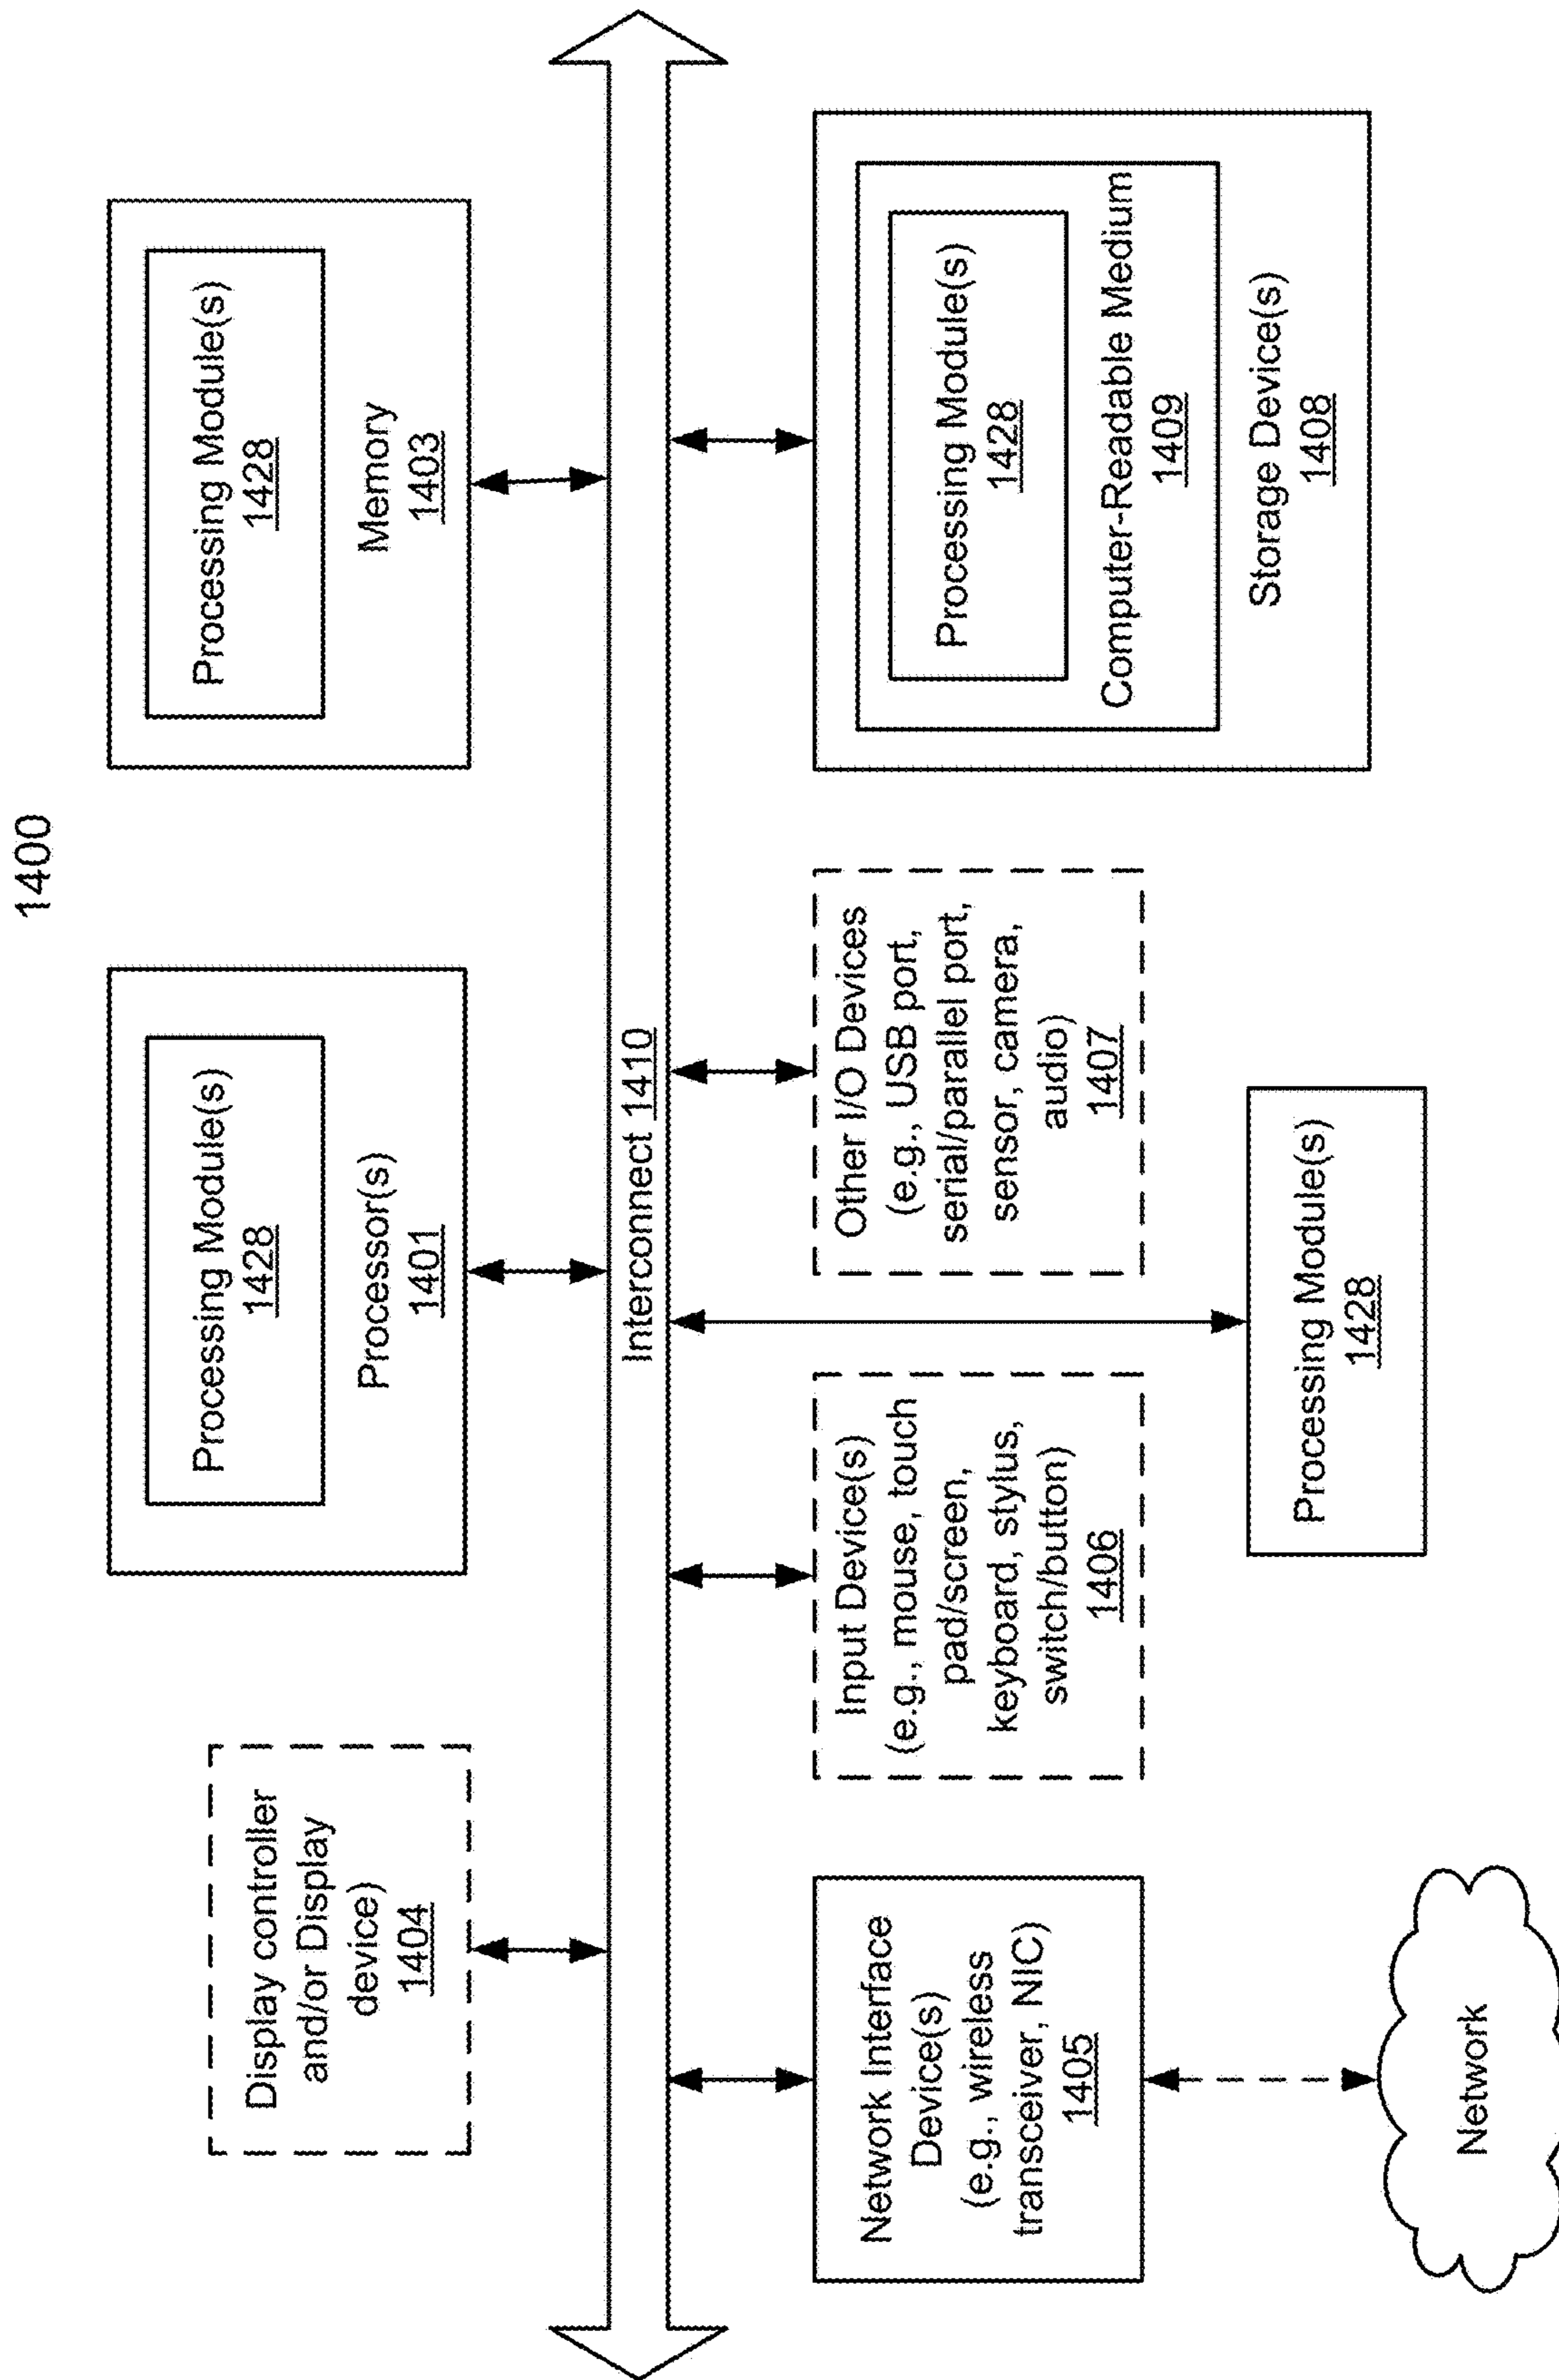 1400
Display controller
and/or Display
device)
1404
Processing Module(s)
1428
Processor(s)
1401
Processing Module(s)
1428
Memory
1403
Interconnect 1410
Network Interface
Device(s)
(e.g., wireless
transceiver, NIC)
1405
Input Device(s)
(e.g., mouse, touch
pad/screen,
keyboard, stylus,
switch/button)
1406
Other I/O Devices
(e.g., USB port,
serial/parallel port,
sensor, camera,
audio)
1407
Processing Module(s)
1428
Computer-Readable Medium
1409
Storage Device(s)
1408
Processing Module(s)
1428
Network